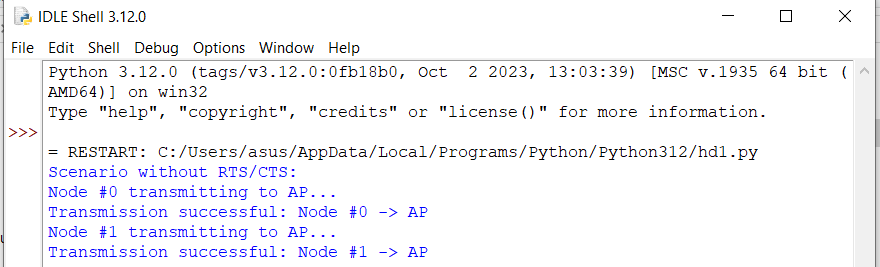 IDLE Shell 3.12.0
File Edit Shell Debug Options Window Help
Python 3.12.0 (tags/v3.12.0:0fb18b0, Oct  2 2023, 13:03:39) [MSC v.1935 64 bit (
AMD64)] on win32
Type "help", "copyright", "credits" or "license()" for more information.
>>>
= RESTART: C:/Users/asus/AppData/Local/Programs/Python/Python312/hd1.py
Scenario without RTS/CTS:
Node #0 transmitting to AP...
Transmission successful: Node #0 -> AP
Node #1 transmitting to AP...
Transmission successful: Node #1 -> AP